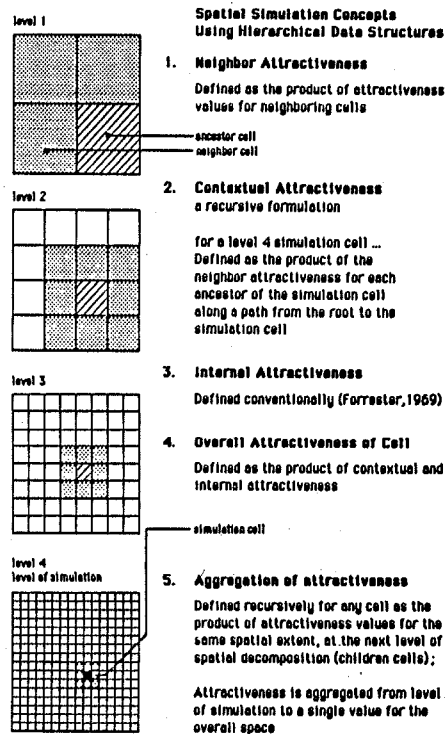 Spatial Simulation Concepts
Using Hierarchical Data Structures
level 1
1. Neighbor Attractiveness
Defined as the product of attractiveness
values for neighboring cells
ancestor cell
neighbor cell
level 2
2. Contextual Attractiveness
a recursive formulation
for a level 4 simulation cell ...
Defined as the product of the
neighbor attractiveness for each
ancestor of the simulation cell
along a path from the root to the
simulation cell
level 3
3. Internal Attractiveness
Defined conventionally (Forrester,1969)
4. Overall Attractiveness of Cell
Defined as the product of contextual and
internal attractiveness
simulation cell
level 4
level of simulation
5. Aggregation of attractiveness
Defined recursively for any cell as the
product of attractiveness values for the
same spatial extent, at the next level of
spatial decomposition (children cells);
Attractiveness is aggregated from level
of simulation to a single value for the
overall space